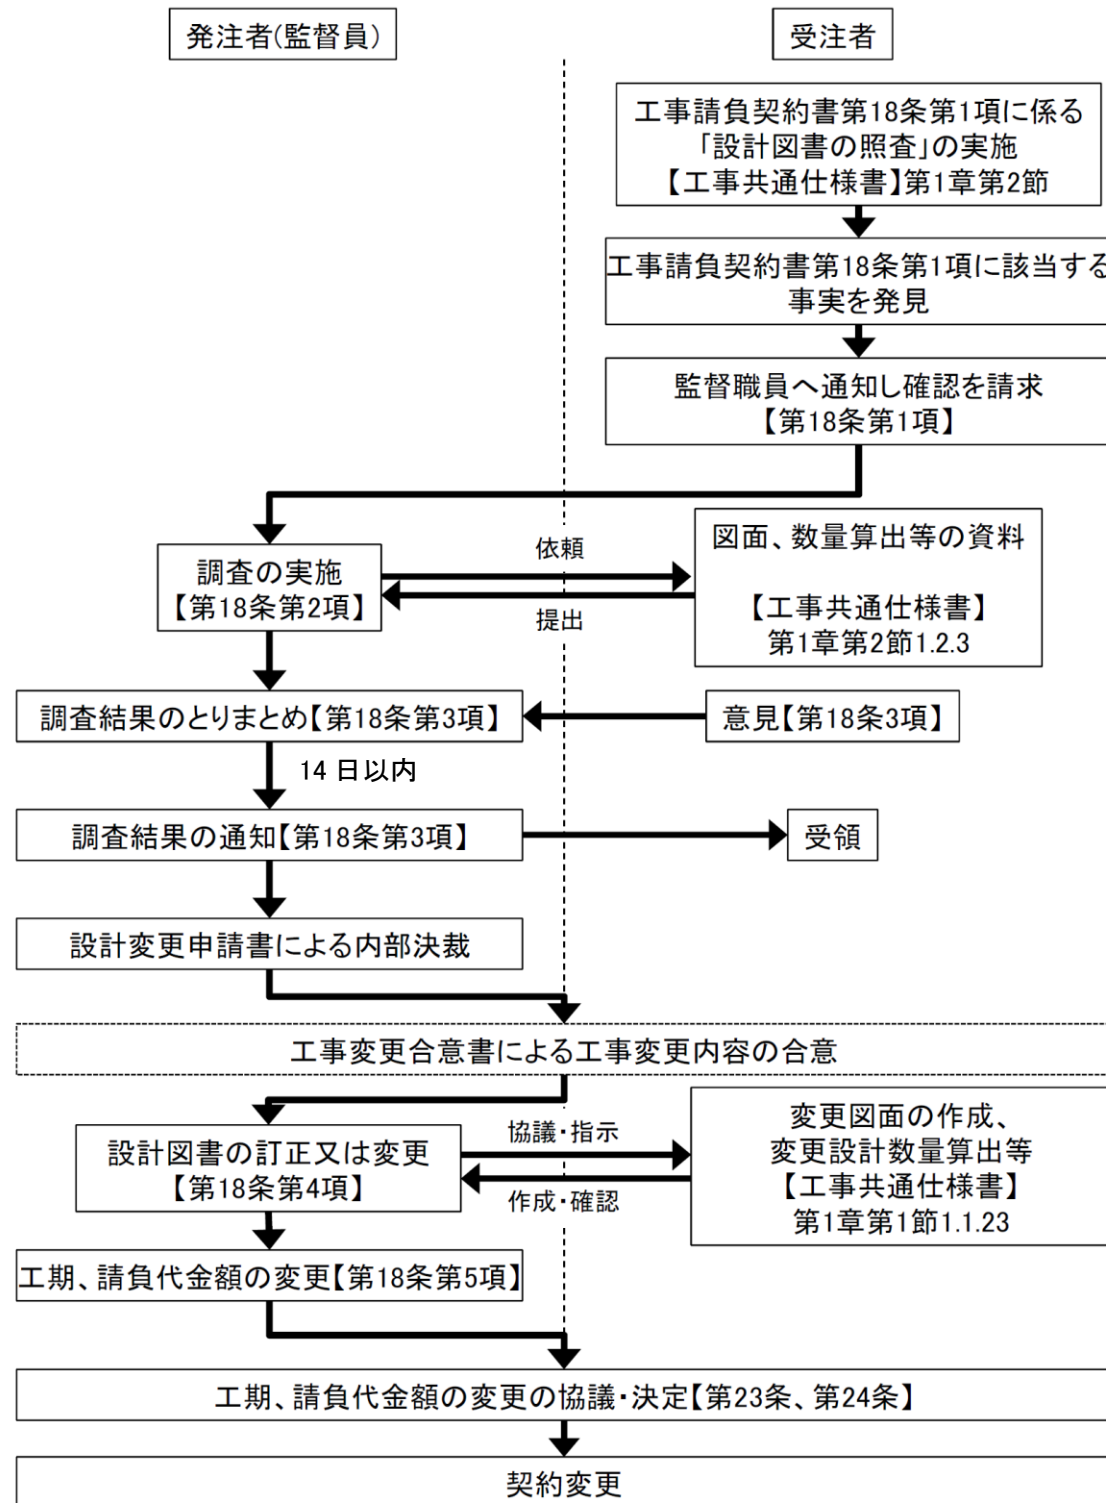 発注者(監督員)
受注者
工事請負契約書第18条第1項に係る
「設計図書の照査」の実施
【工事共通仕様書】第1章第2節
工事請負契約書第18条第1項に該当する
事実を発見
監督職員へ通知し確認を請求
【第18条第1項】
調査の実施
【第18条第2項】
依頼
提出
図面、数量算出等の資料
【工事共通仕様書】
第1章第2節1.2.3
調査結果のとりまとめ【第18条第3項】
意見【第18条3項】
14 日以内
調査結果の通知【第18条第3項】
受領
設計変更申請書による内部決裁
工事変更合意書による工事変更内容の合意
設計図書の訂正又は変更
【第18条第4項】
協議・指示
作成・確認
変更図面の作成、
変更設計数量算出等
【工事共通仕様書】
第1章第1節1.1.23
工期、請負代金額の変更【第18条第5項】
工期、請負代金額の変更の協議・決定【第23条、第24条】
契約変更